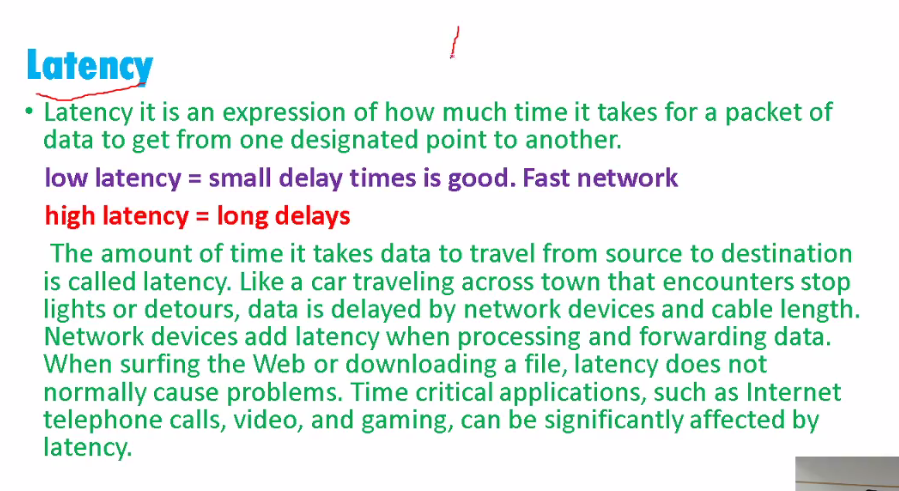 Latency
• Latency it is an expression of how much time it takes for a packet of
data to get from one designated point to another.
low latency = small delay times is good. Fast network
high latency = long delays
The amount of time it takes data to travel from source to destination
is called latency. Like a car traveling across town that encounters stop
lights or detours, data is delayed by network devices and cable length.
Network devices add latency when processing and forwarding data.
When surfing the Web or downloading a file, latency does not
normally cause problems. Time critical applications, such as Internet
telephone calls, video, and gaming, can be significantly affected by
latency.